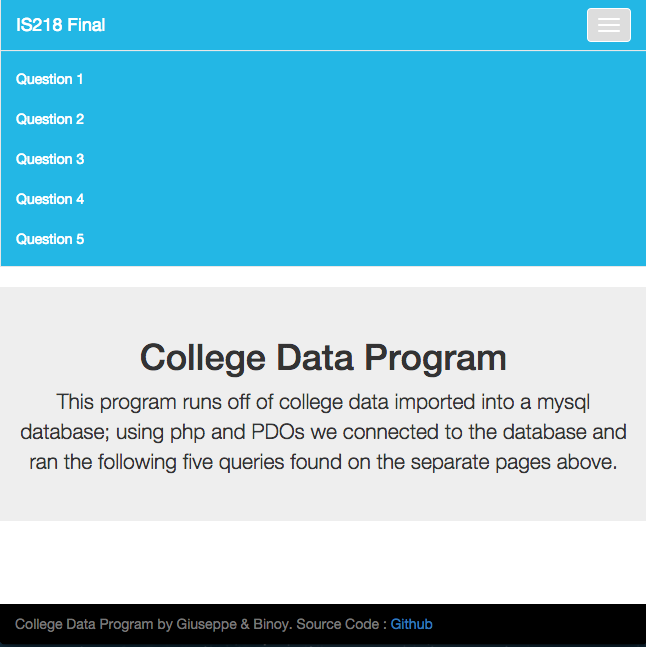 IS218 Final
Question 1
Question 2
Question 3
Question 4
Question 5
College Data Program
This program runs off of college data imported into a mysql
database; using php and PDOs we connected to the database and
ran the following five queries found on the separate pages above.
College Data Program by Giuseppe & Binoy. Source Code : Github